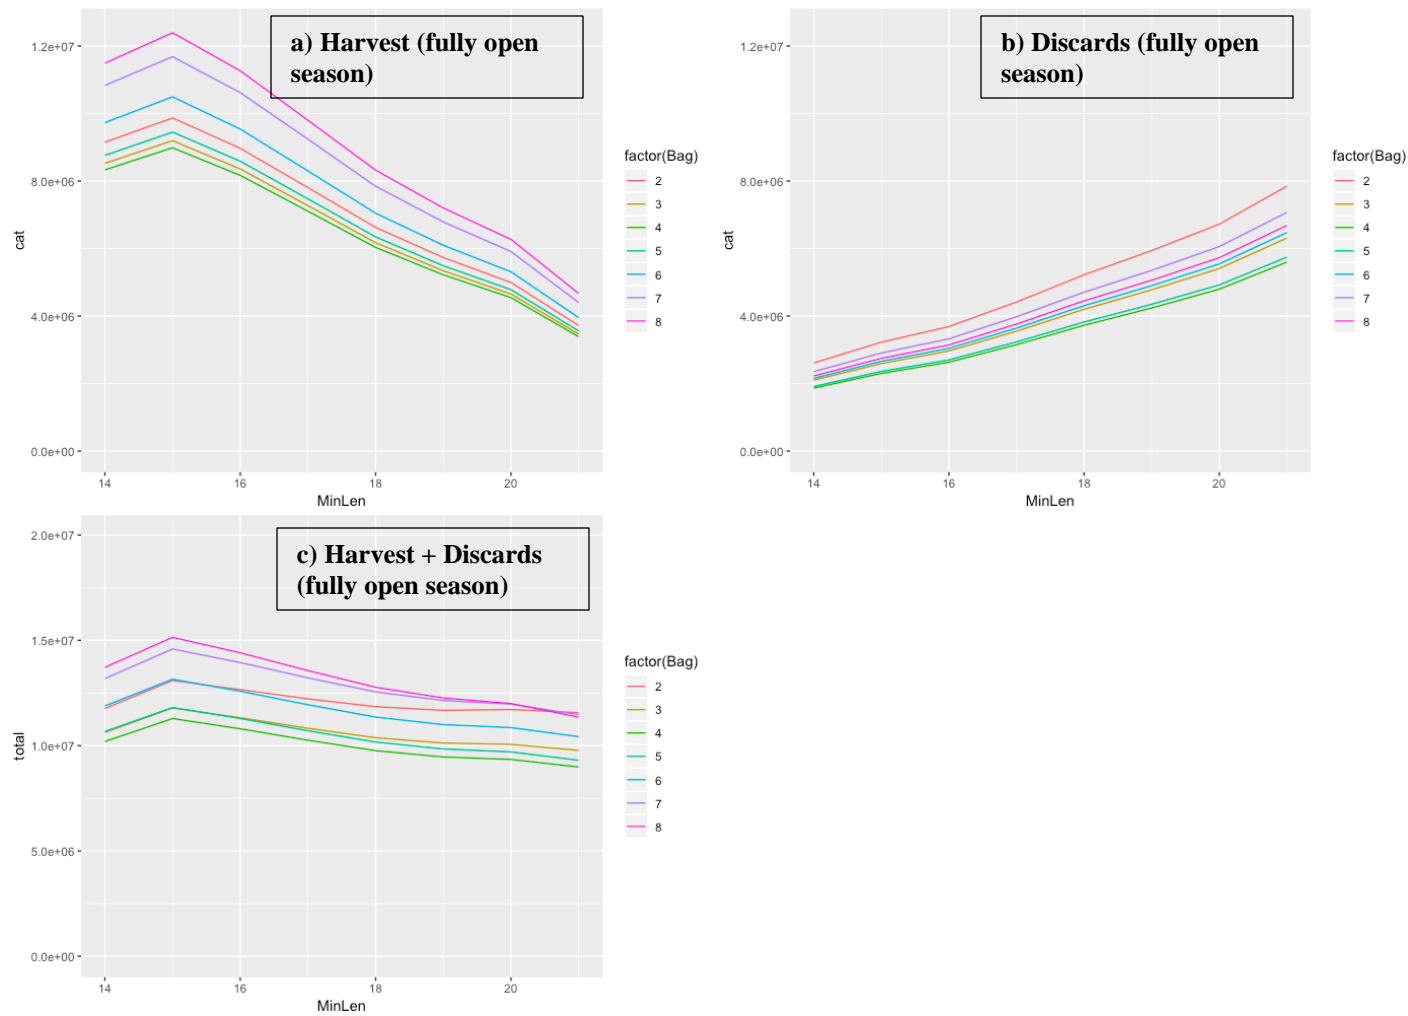 a) Harvest (fully open
season)
1.2e+07
8.0e+06
4.0e+06
0.0e+00
cat
14
16
18
20
MinLen
factor(Bag)
2
3
4
5
6
7
8
b) Discards (fully open
season)
1.2e+07
8.0e+06
4.0e+06
0.0e+00
cat
14
16
18
20
MinLen
factor(Bag)
2
3
4
5
6
7
8
c) Harvest + Discards
(fully open season)
2.0e+07
1.5e+07
1.0e+07
5.0e+06
0.0e+00
total
14
16
18
20
MinLen
factor(Bag)
2
3
4
5
6
7
8